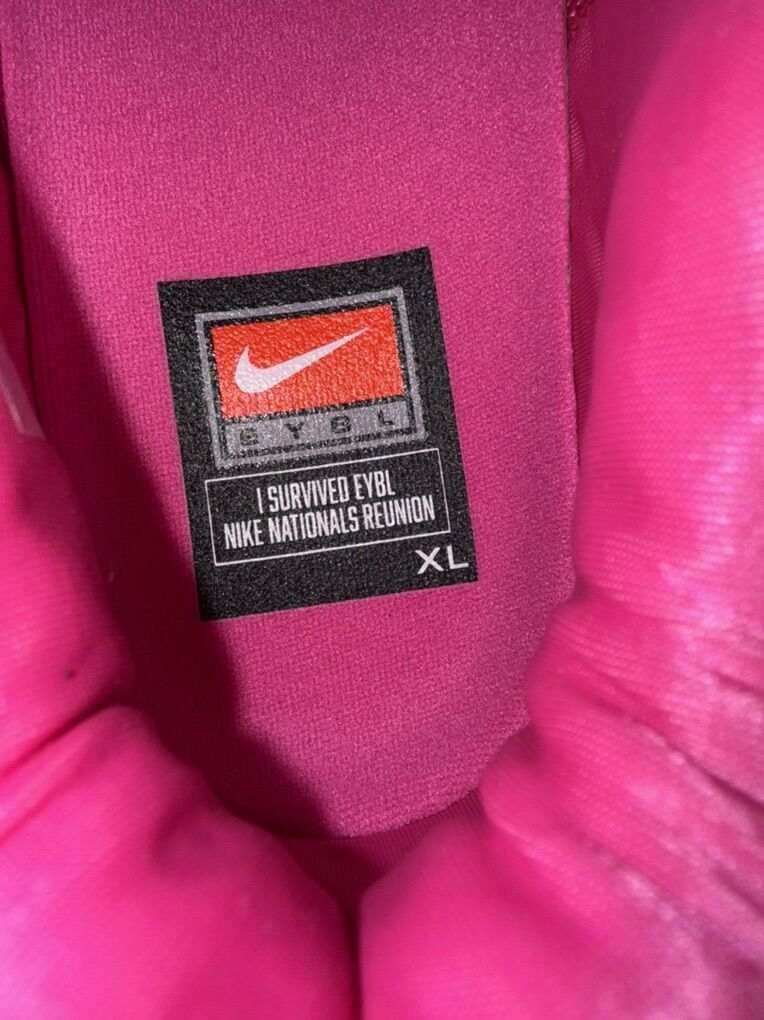 EYBL
I SURVIVED EYBL
NIKE NATIONALS REUNION
XL